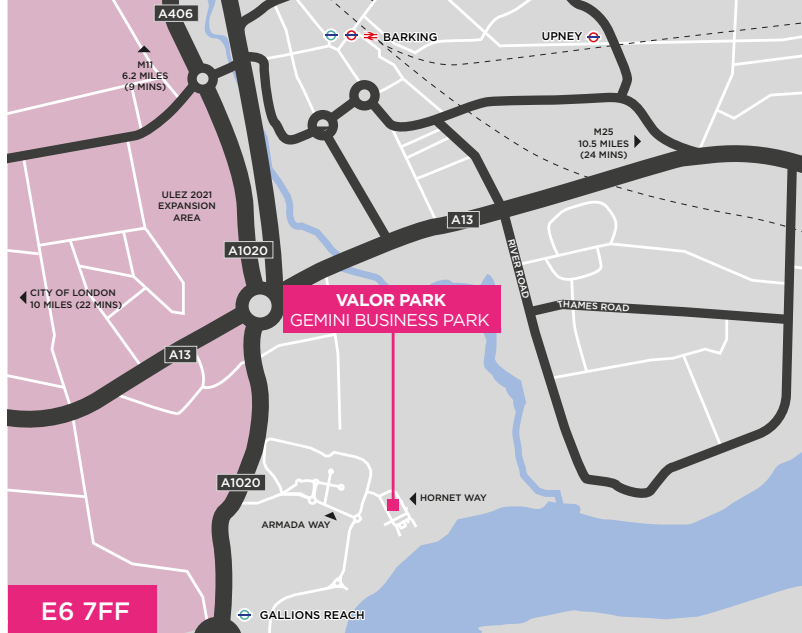 A406
BARKING
UPNEY
M11
6.2 MILES
(9 MINS)
M25
10.5 MILES
(24 MINS)
ULEZ 2021
EXPANSION
AREA
A13
A1020
RIVER ROAD
CITY OF LONDON
10 MILES (22 MINS)
VALOR PARK
GEMINI BUSINESS PARK
THAMES ROAD
A13
A1020
HORNET WAY
ARMADA WAY
E6 7FF
GALLIONS REACH